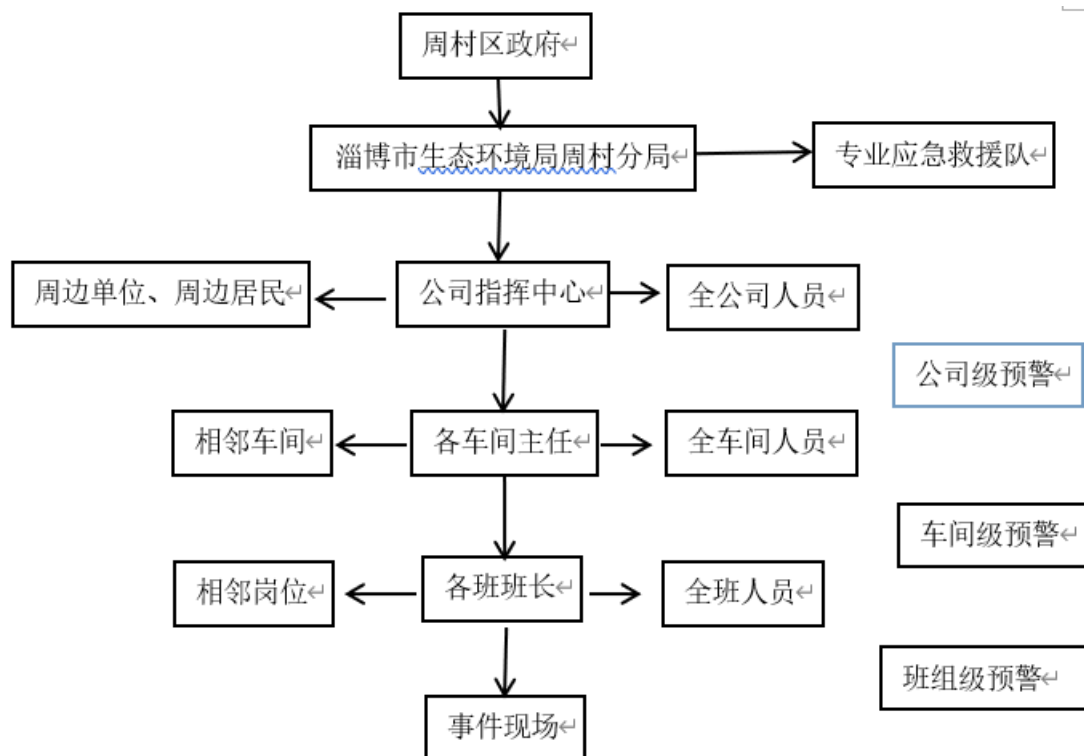 周村区政府
淄博市生态环境局周村分局
专业应急救援队
周边单位、周边居民
公司指挥中心
全公司人员
公司级预警
相邻车间
各车间主任
全车间人员
车间级预警
相邻岗位
各班班长
全班人员
班组级预警
事件现场